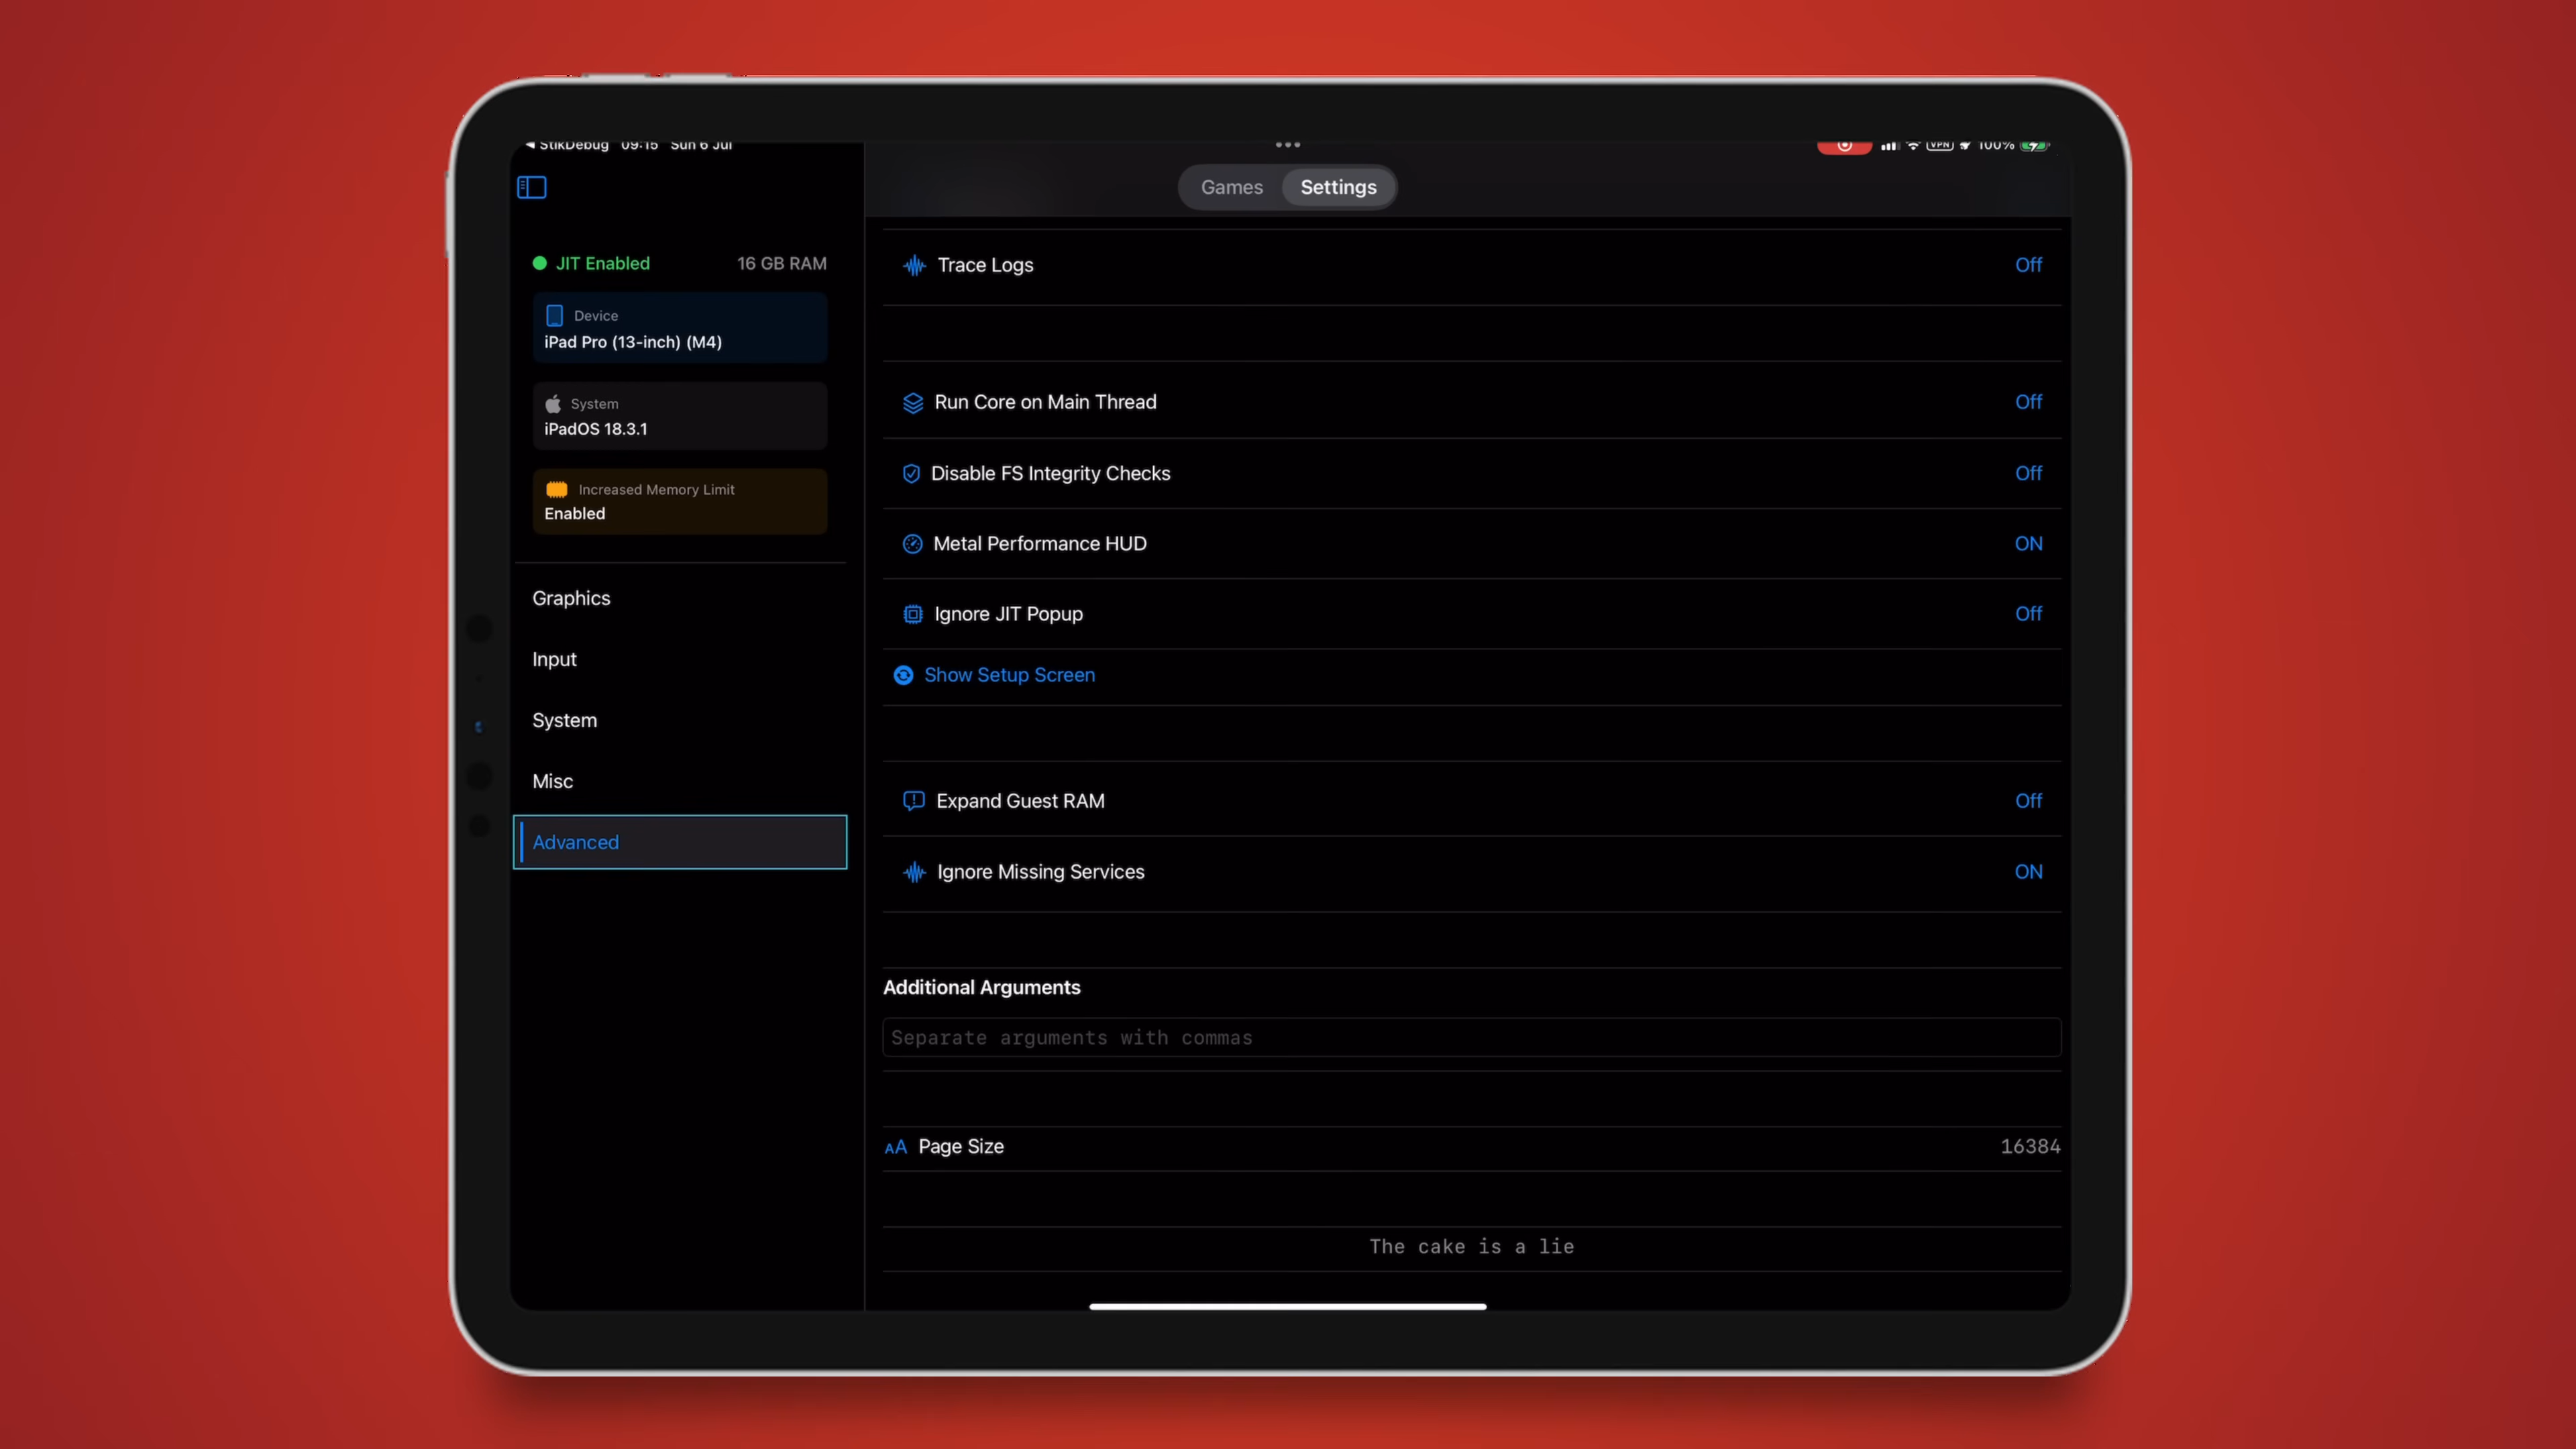 StikDebug 09:15 Sun 6 Jul
VPN 100%
Games Settings
JIT Enabled 16 GB RAM
Device
iPad Pro (13-inch) (M4)
System
iPadOS 18.3.1
Increased Memory Limit
Enabled
Graphics
Input
System
Misc
Advanced
Trace Logs Off
Run Core on Main Thread Off
Disable FS Integrity Checks Off
Metal Performance HUD ON
Ignore JIT Popup Off
Show Setup Screen
Expand Guest RAM Off
Ignore Missing Services ON
Additional Arguments
Separate arguments with commas
AA Page Size 16384
The cake is a lie